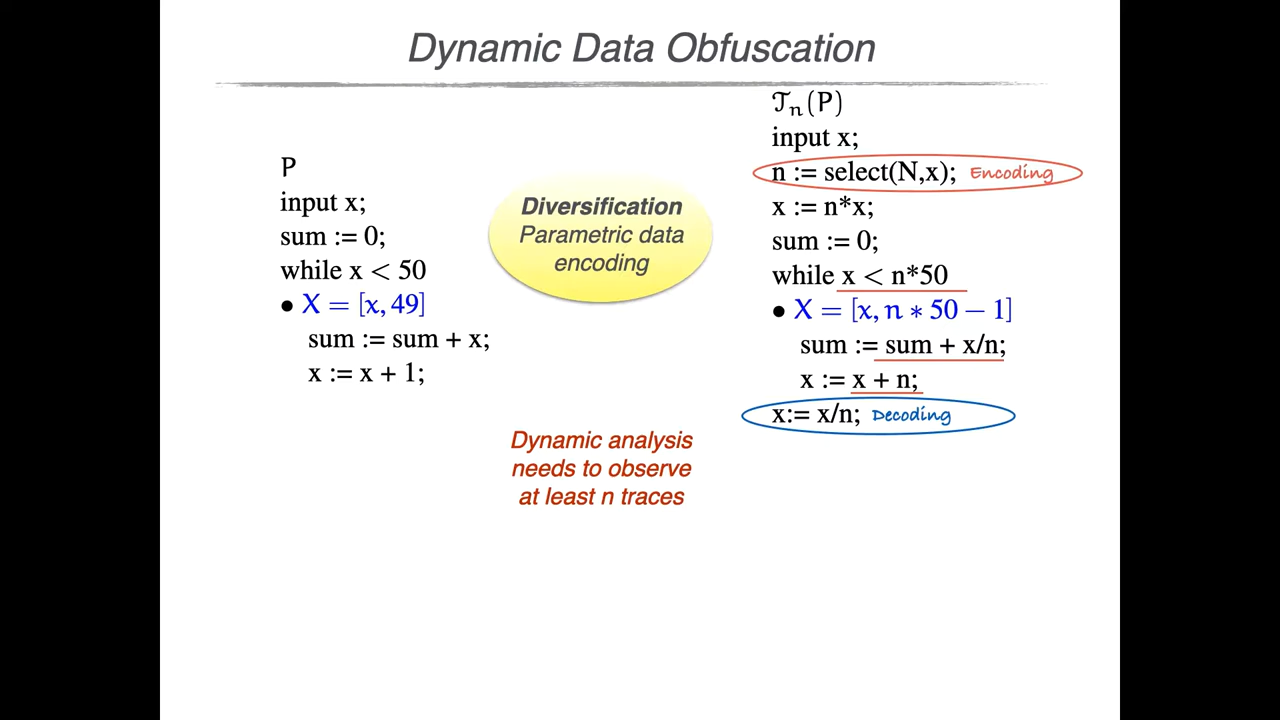 Dynamic Data Obfuscation
P
input x;
sum := 0;
while x < 50
• X = [x, 49]
sum := sum + x;
x := x + 1;
Diversification
Parametric data
encoding
Dynamic analysis
needs to observe
at least n traces
𝒯ₙ(P)
input x;
n := select(N,x); Encoding
x := n*x;
sum := 0;
while x < n*50
• X = [x, n ∗ 50 − 1]
sum := sum + x/n;
x := x + n;
x:= x/n; Decoding